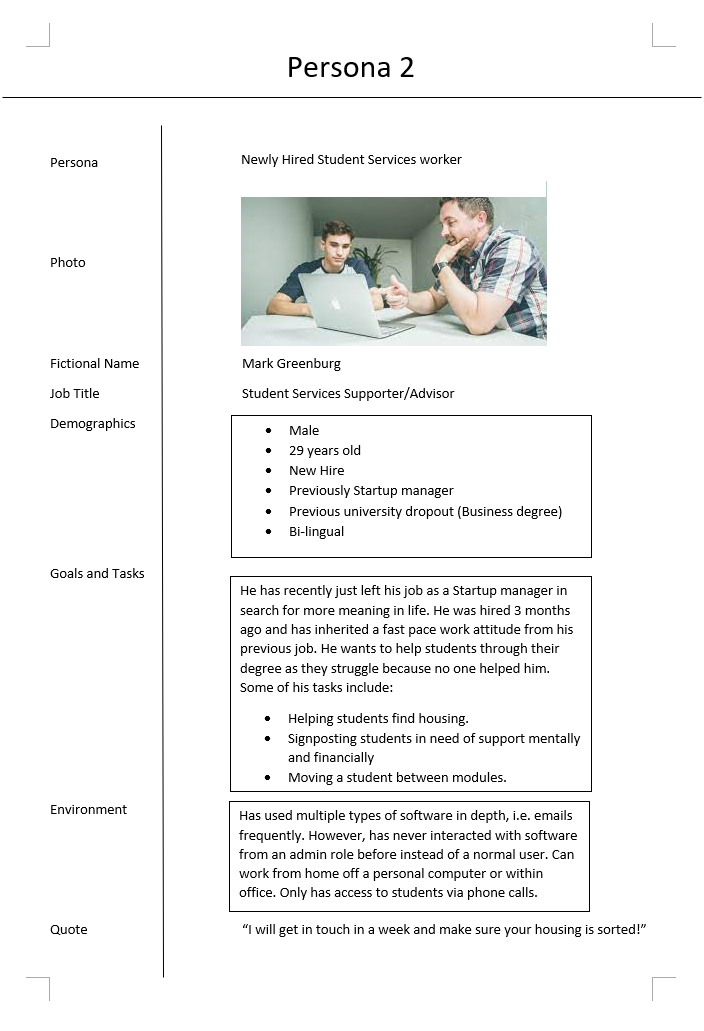 Persona 2
Persona
Newly Hired Student Services worker
Photo
Fictional Name
Mark Greenburg
Job Title
Student Services Supporter/Advisor
Demographics
• Male
• 29 years old
• New Hire
• Previously Startup manager
• Previous university dropout (Business degree)
• Bi-lingual
Goals and Tasks
He has recently just left his job as a Startup manager in
search for more meaning in life. He was hired 3 months
ago and has inherited a fast pace work attitude from his
previous job. He wants to help students through their
degree as they struggle because no one helped him.
Some of his tasks include:
• Helping students find housing.
• Signposting students in need of support mentally
and financially
• Moving a student between modules.
Environment
Has used multiple types of software in depth, i.e. emails
frequently. However, has never interacted with software
from an admin role before instead of a normal user. Can
work from home off a personal computer or within
office. Only has access to students via phone calls.
Quote
“I will get in touch in a week and make sure your housing is sorted!”